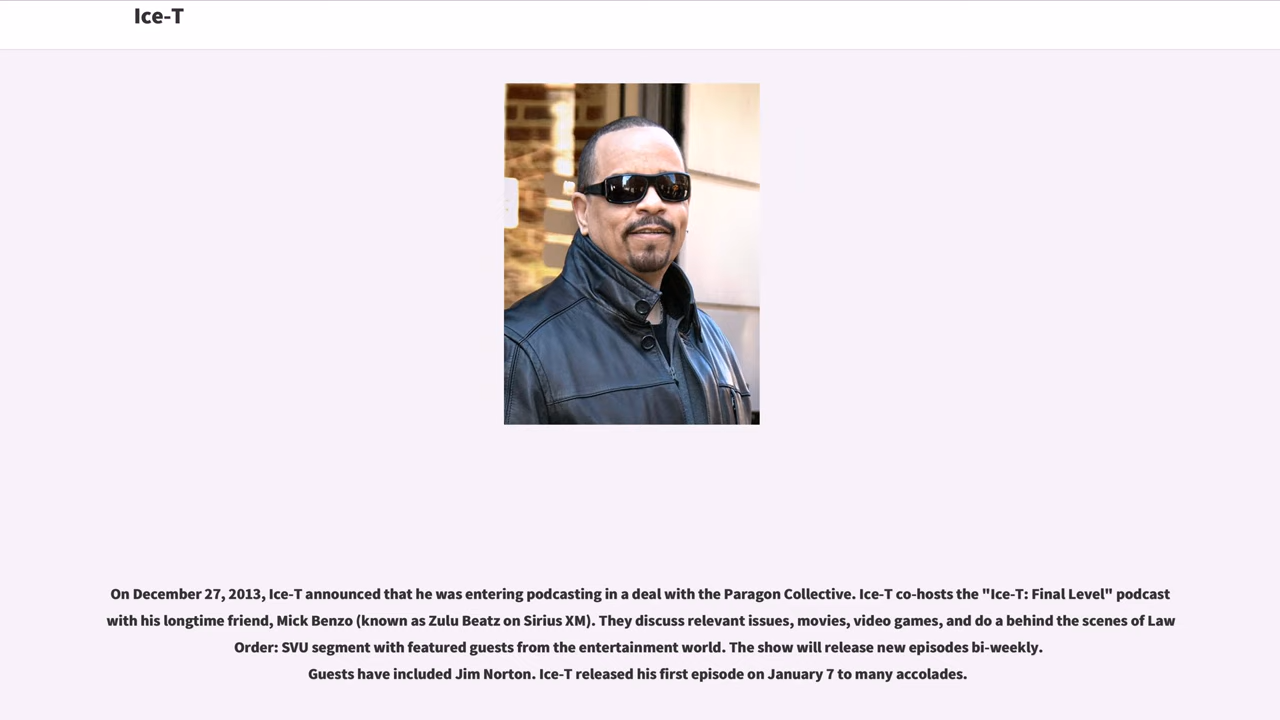 Ice-T
On December 27, 2013, Ice-T announced that he was entering podcasting in a deal with the Paragon Collective. Ice-T co-hosts the "Ice-T: Final Level" podcast
with his longtime friend, Mick Benzo (known as Zulu Beatz on Sirius XM). They discuss relevant issues, movies, video games, and do a behind the scenes of Law
Order: SVU segment with featured guests from the entertainment world. The show will release new episodes bi-weekly.
Guests have included Jim Norton. Ice-T released his first episode on January 7 to many accolades.